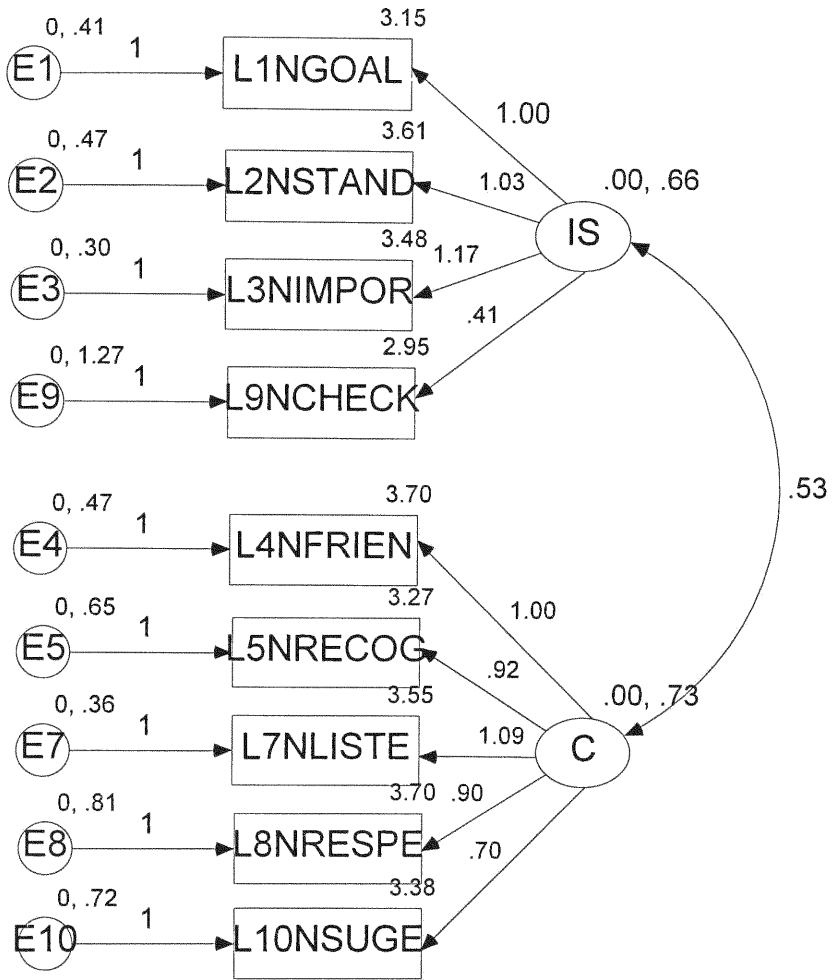 3.15
0, .41
1
E1
L1NGOAL
1.00
3.61
0, .47
1
E2
L2NSTAND
1.03
.00, .66
IS
3.48
0, .30
1
1.17
E3
L3NIMPOR
.41
2.95
0, 1.27
1
E9
L9NCHECK
.53
3.70
0, .47
1
E4
L4NFRIEN
3.27
0, .65
1
1.00
E5
L5NRECOG
.92
3.55
.00, .73
0, .36
1
E7
L7NLISTE
1.09
C
3.70
.90
0, .81
1
E8
L8NRESPE
.70
3.38
0, .72
1
E10
L10NSUGE